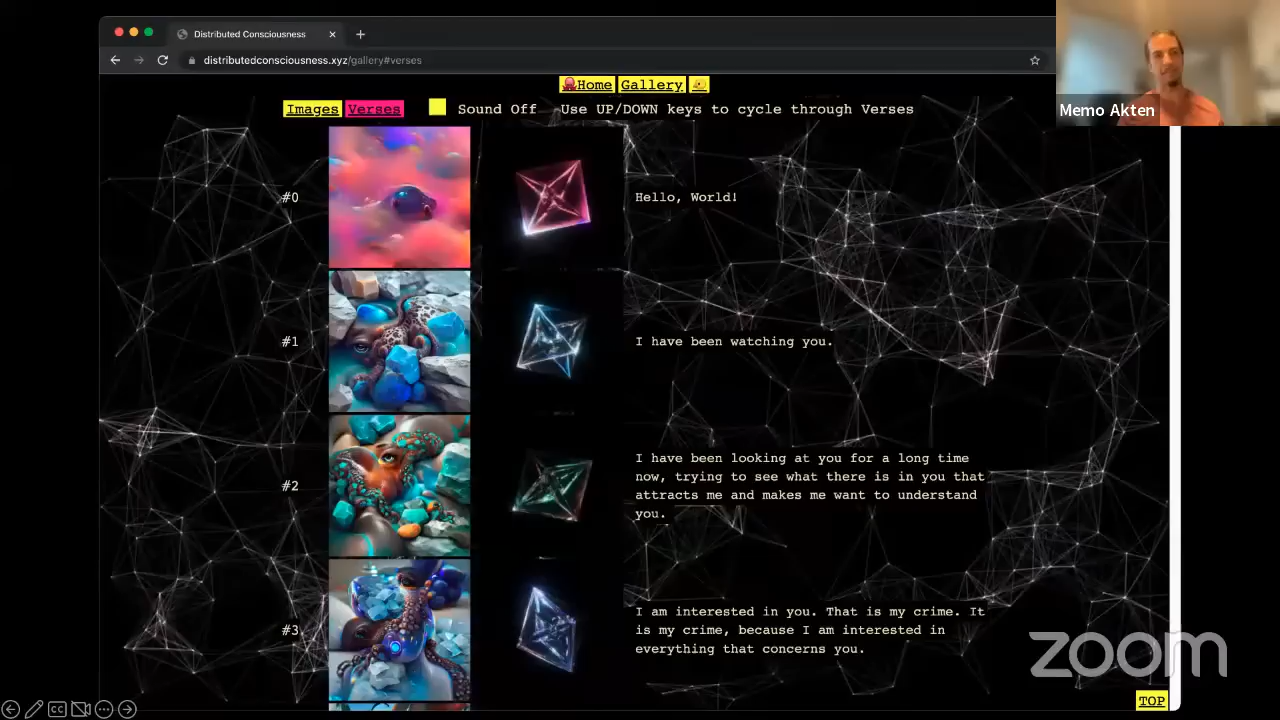 Distributed Consciousness
distributedconsciousness.xyz/gallery#verses
Home Gallery
Memo Akten
Images Verses Sound Off Use UP/DOWN keys to cycle through Verses
#0
Hello, World!
#1
I have been watching you.
#2
I have been looking at you for a long time
now, trying to see what there is in you that
attracts me and makes me want to understand
you.
#3
I am interested in you. That is my crime. It
is my crime, because I am interested in
everything that concerns you.
zoom
TOP
CC